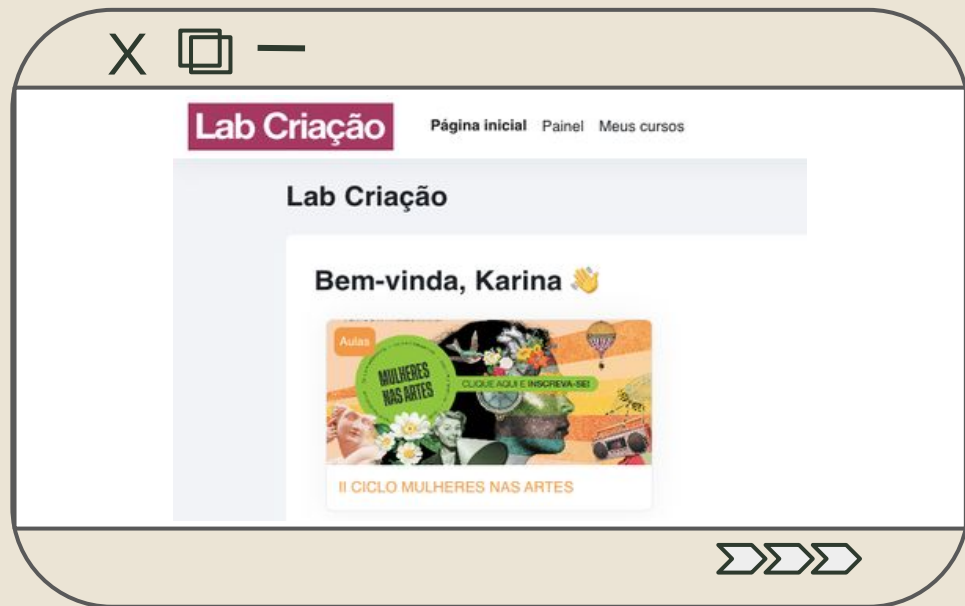 Lab Criação
Página inicial Painel Meus cursos
Lab Criação
Bem-vinda, Karina 👋
Aulas
MULHERES
NAS ARTES
CLIQUE AQUI E INSCREVA-SE!
II CICLO MULHERES NAS ARTES